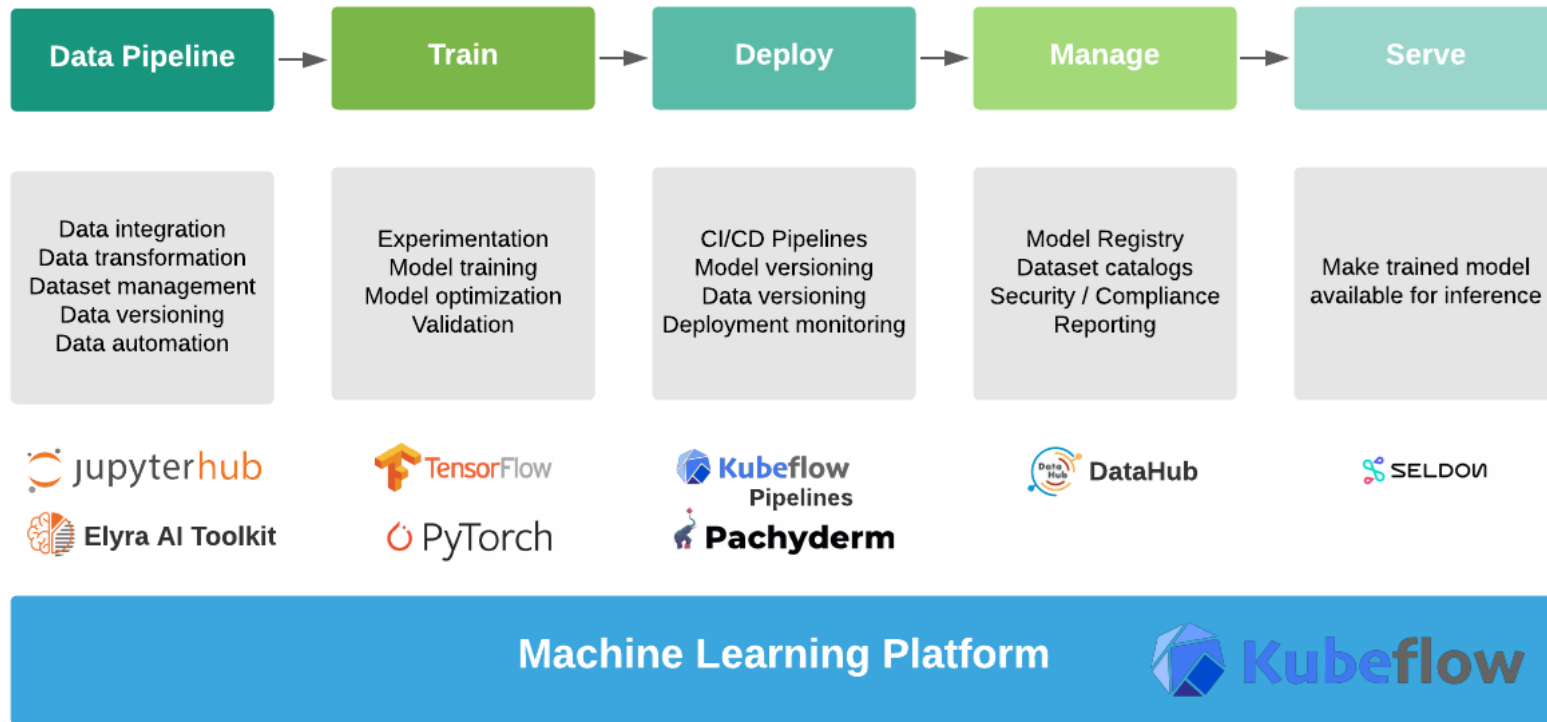 Data Pipeline
Train
Deploy
Manage
Serve
Data integration
Data transformation
Dataset management
Data versioning
Data automation
Experimentation
Model training
Model optimization
Validation
CI/CD Pipelines
Model versioning
Data versioning
Deployment monitoring
Model Registry
Dataset catalogs
Security / Compliance
Reporting
Make trained model
available for inference
jupyterhub
Elyra AI Toolkit
TensorFlow
PyTorch
Kubeflow
Pipelines
Pachyderm
Data
Hub
DataHub
SELDON
Machine Learning Platform
Kubeflow